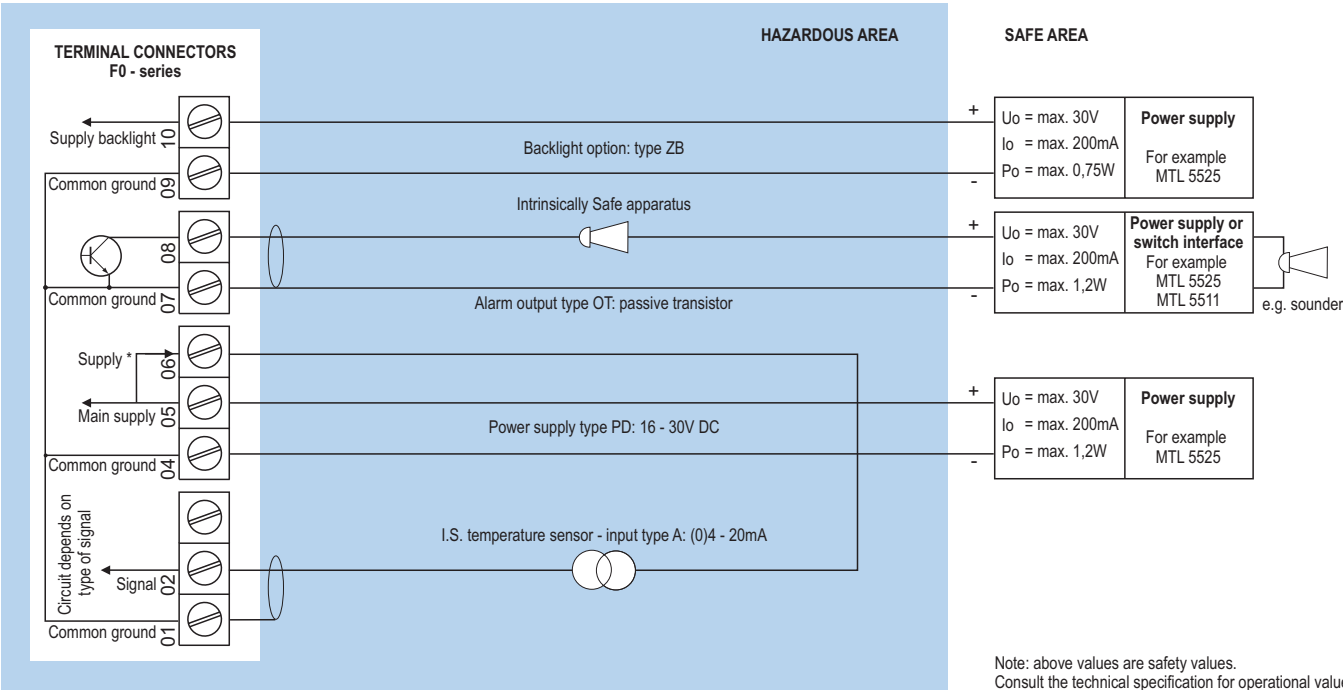 HAZARDOUS AREA
SAFE AREA
TERMINAL CONNECTORS
F0 - series
Supply backlight
10
Common ground
09
08
Common ground
07
Supply *
06
Main supply
05
Common ground
04
Circuit depends on
type of signal
Signal
02
Common ground
01
Backlight option: type ZB
Intrinsically Safe apparatus
Alarm output type OT: passive transistor
Power supply type PD: 16 - 30V DC
I.S. temperature sensor - input type A: (0)4 - 20mA
+
-
Uo = max. 30V
Io = max. 200mA
Po = max. 0,75W
Power supply
For example
MTL 5525
+
-
Uo = max. 30V
Io = max. 200mA
Po = max. 1,2W
Power supply or
switch interface
For example
MTL 5525
MTL 5511
e.g. sounder
+
-
Uo = max. 30V
Io = max. 200mA
Po = max. 1,2W
Power supply
For example
MTL 5525
Note: above values are safety values.
Consult the technical specification for operational